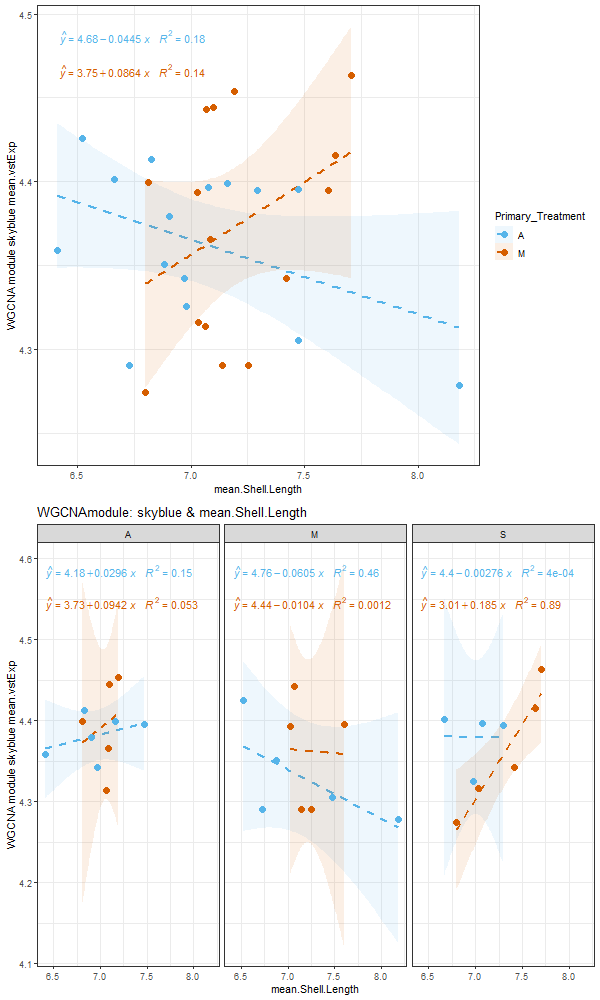 4.5
4.4
4.3
ŷ = 4.68 − 0.0445 x R² = 0.18
ŷ = 3.75 + 0.0864 x R² = 0.14
WGCNA module skyblue mean.vstExp
6.5 7.0 7.5 8.0
mean.Shell.Length
Primary_Treatment
A
M
WGCNAmodule: skyblue & mean.Shell.Length
A M S
4.6
4.5
4.4
4.3
4.2
4.1
ŷ = 4.18 + 0.0296 x R² = 0.15
ŷ = 3.73 + 0.0942 x R² = 0.053
ŷ = 4.76 − 0.0605 x R² = 0.46
ŷ = 4.44 − 0.0104 x R² = 0.0012
ŷ = 4.4 − 0.00276 x R² = 4e-04
ŷ = 3.01 + 0.185 x R² = 0.89
WGCNA module skyblue mean.vstExp
6.5 7.0 7.5 8.0 6.5 7.0 7.5 8.0 6.5 7.0 7.5 8.0
mean.Shell.Length